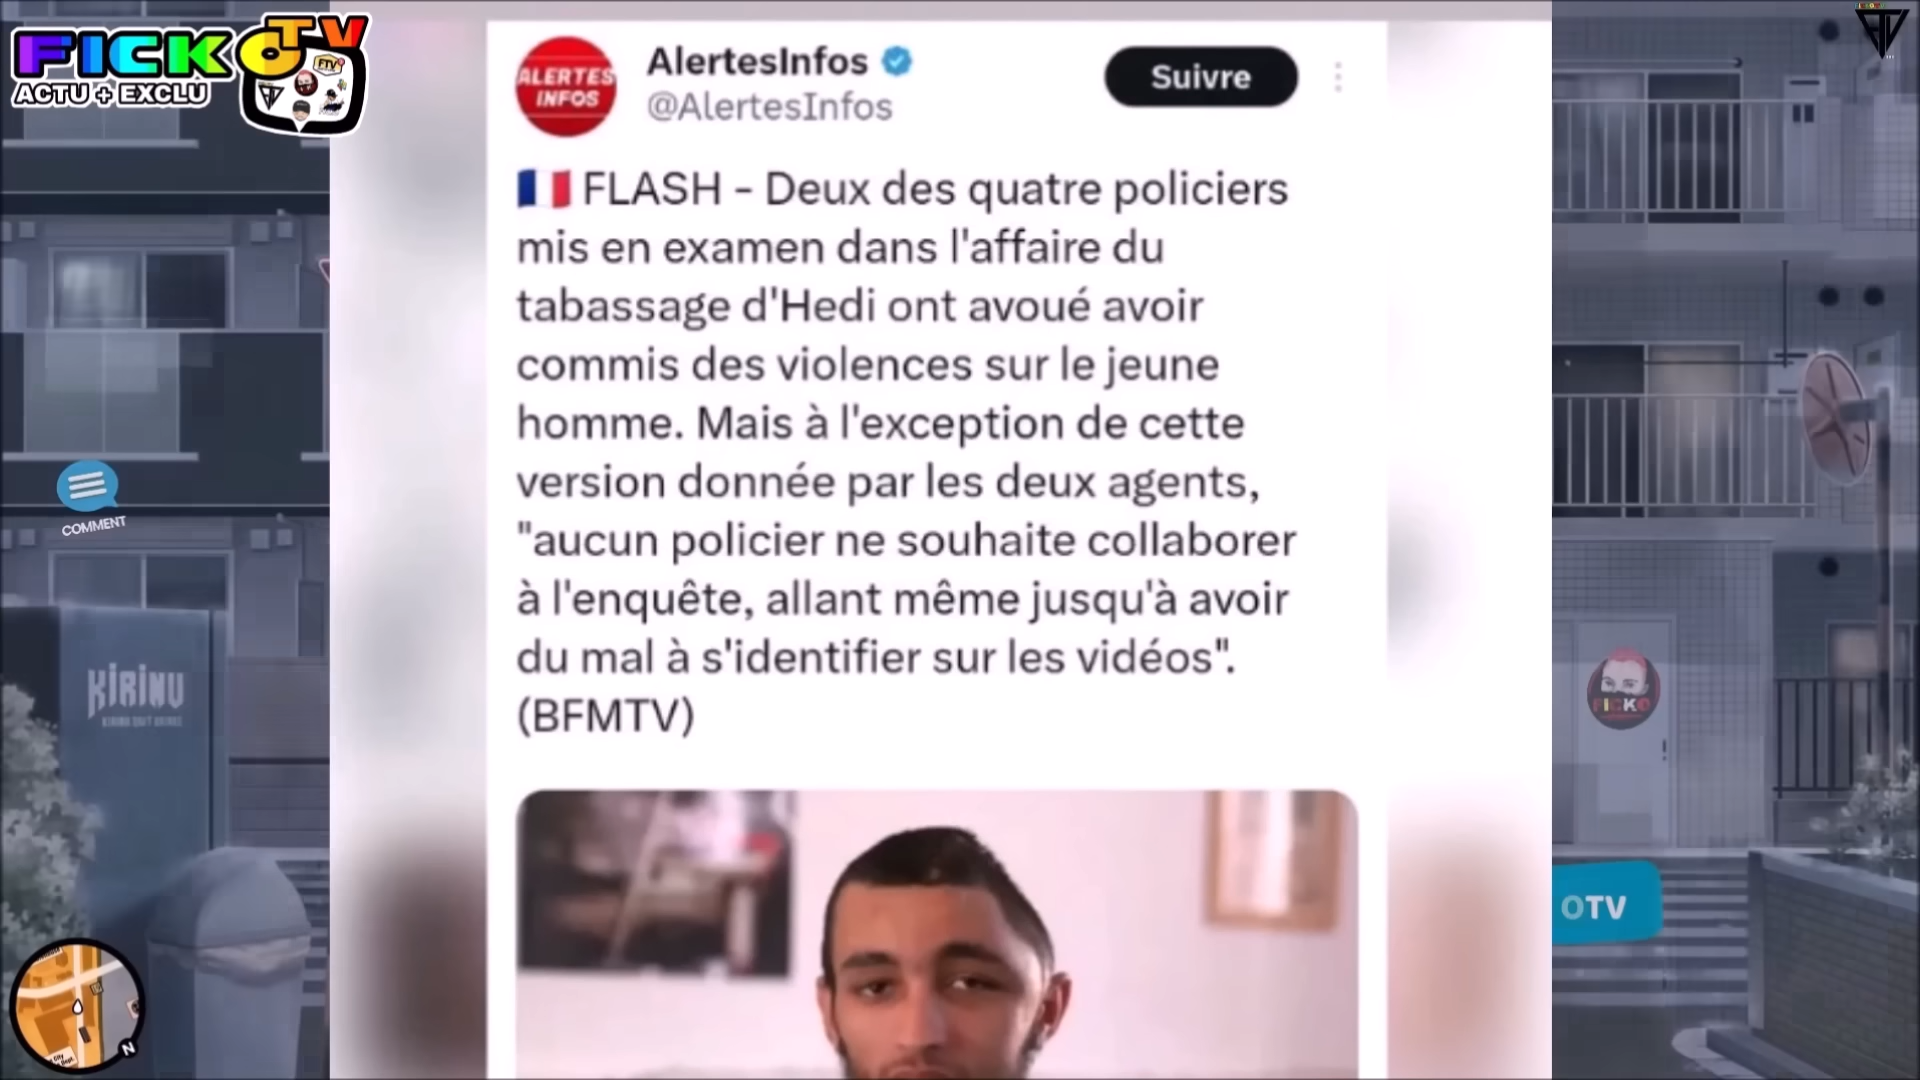 FICKOTV
ACTU + EXCLU
FTV
AlertesInfos
@AlertesInfos
ALERTES
INFOS
Suivre
🇫🇷 FLASH - Deux des quatre policiers
mis en examen dans l'affaire du
tabassage d'Hedi ont avoué avoir
commis des violences sur le jeune
homme. Mais à l'exception de cette
version donnée par les deux agents,
"aucun policier ne souhaite collaborer
à l'enquête, allant même jusqu'à avoir
du mal à s'identifier sur les vidéos".
(BFMTV)
COMMENT
KIRINU
FICKO
OTV
N